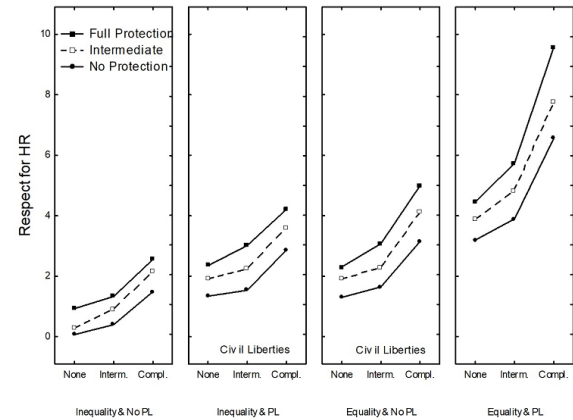 10
8
6
4
2
0
Respect for HR
Full Protection
Intermediate
No Protection
Civil Liberties
Civil Liberties
None Interm. Compl. None Interm. Compl. None Interm. Compl. None Interm. Compl.
Inequality & No PL Inequality & PL Equality & No PL Equality & PL